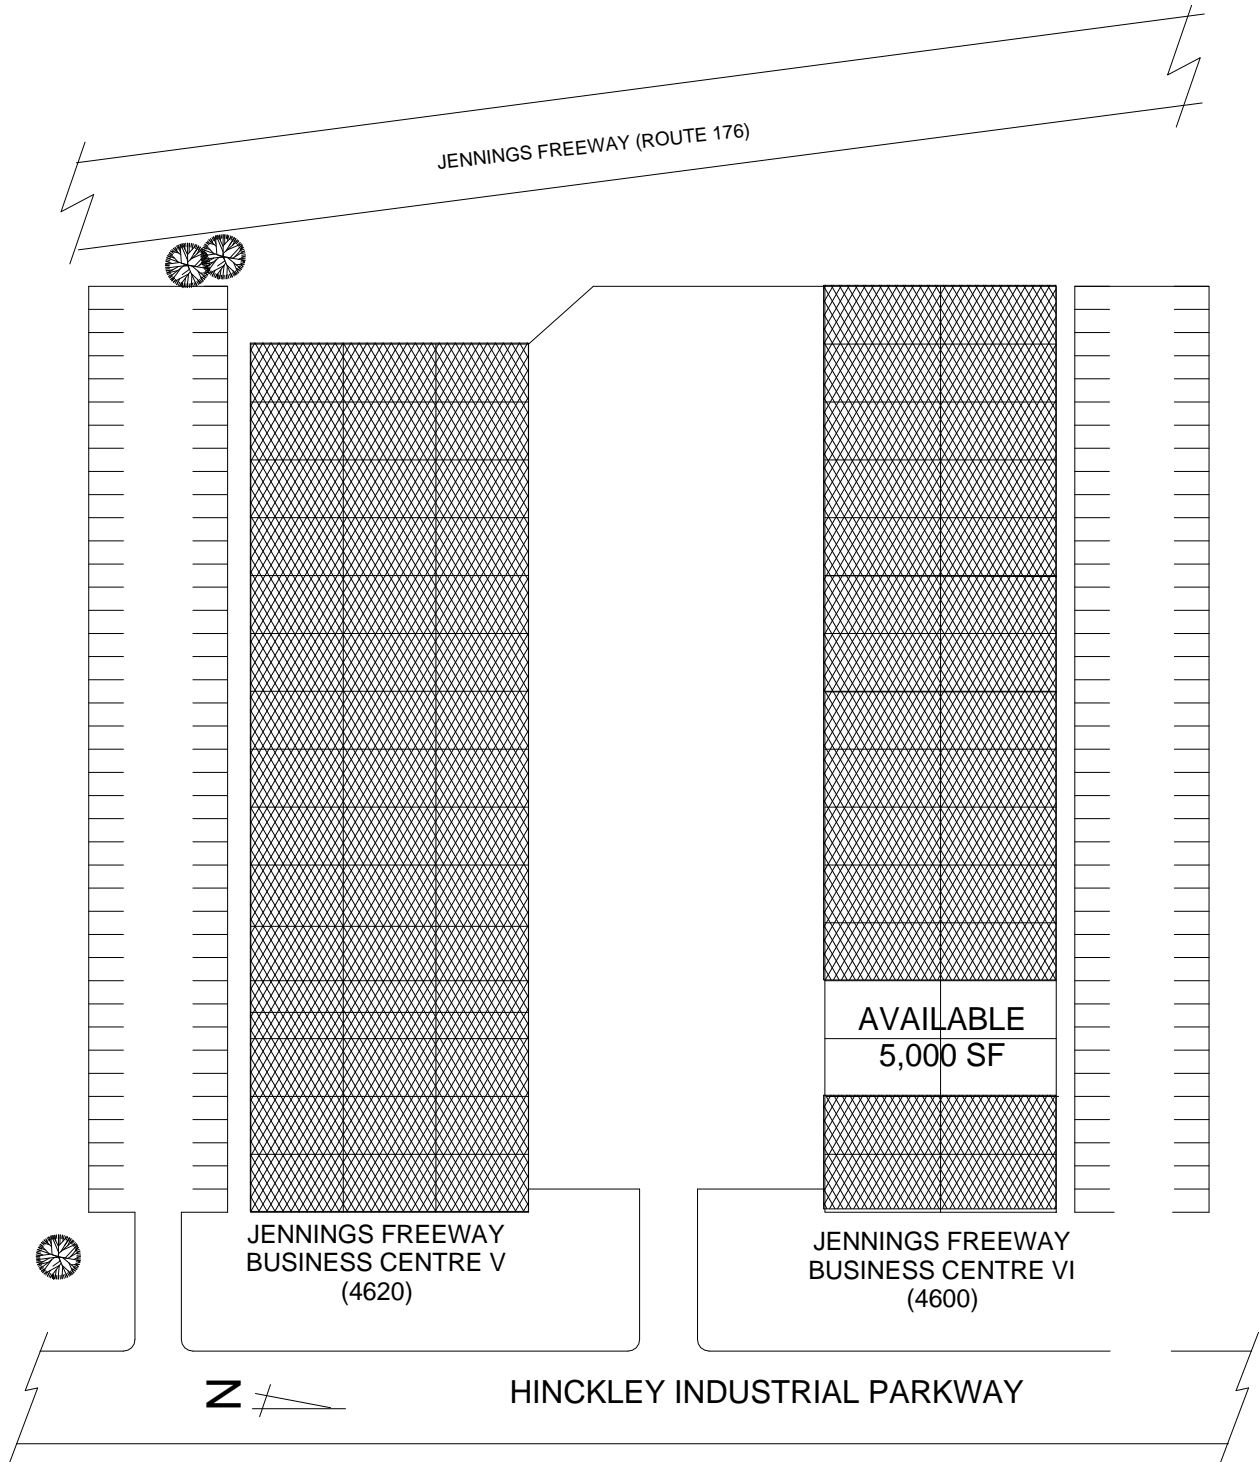 JENNINGS FREEWAY (ROUTE 176)
AVAILABLE
5,000 SF
JENNINGS FREEWAY
BUSINESS CENTRE V
(4620)
JENNINGS FREEWAY
BUSINESS CENTRE VI
(4600)
N
HINCKLEY INDUSTRIAL PARKWAY